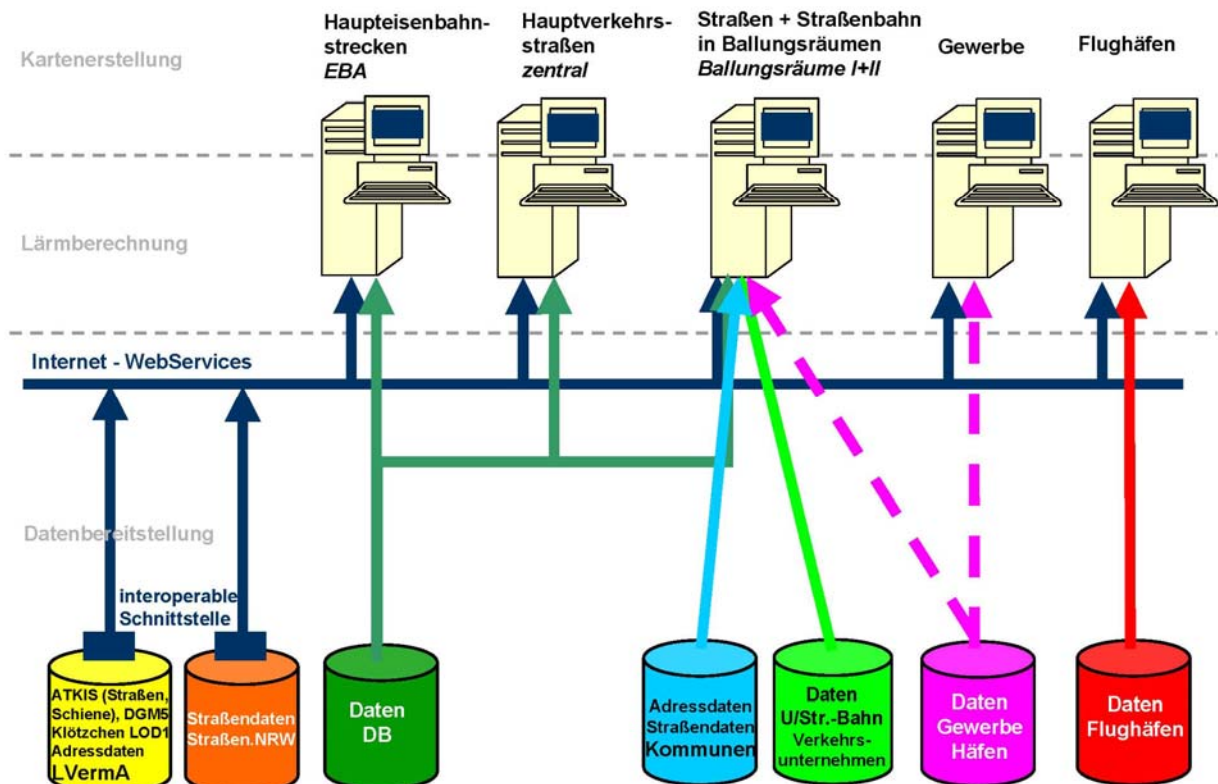 Kartenerstellung
Haupteisenbahn-
strecken
EBA
Hauptverkehrs-
straßen
zentral
Straßen + Straßenbahn
in Ballungsräumen
Ballungsräume I+II
Gewerbe
Flughäfen
Lärmberechnung
Internet - WebServices
Datenbereitstellung
interoperable
Schnittstelle
ATKIS (Straßen,
Schiene), DGM5
Klötzchen LOD1
Adressdaten
LVermA
Straßendaten
Straßen.NRW
Daten
DB
Adressdaten
Straßendaten
Kommunen
Daten
U/Str.-Bahn
Verkehrs-
unternehmen
Daten
Gewerbe
Häfen
Daten
Flughäfen